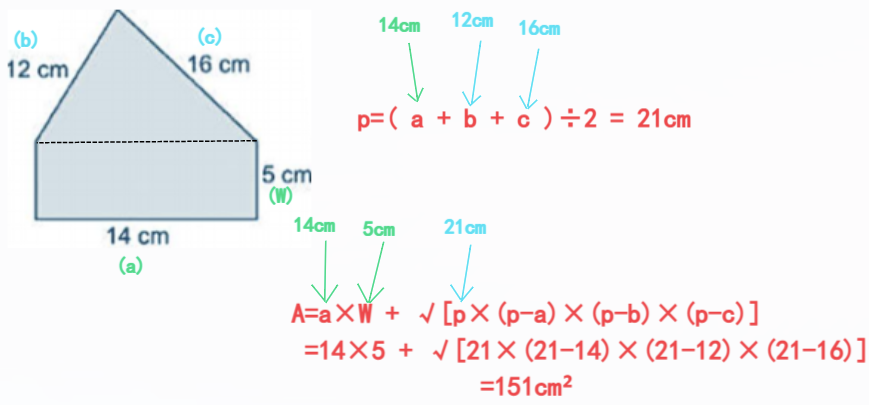 (b)
(c)
12 cm
16 cm
5 cm
(W)
14 cm
(a)
14cm
12cm
16cm
p=( a + b + c )÷2 = 21cm
14cm
5cm
21cm
A=a×W + √[p×(p-a)×(p-b)×(p-c)]
=14×5 + √[21×(21-14)×(21-12)×(21-16)]
=151cm²